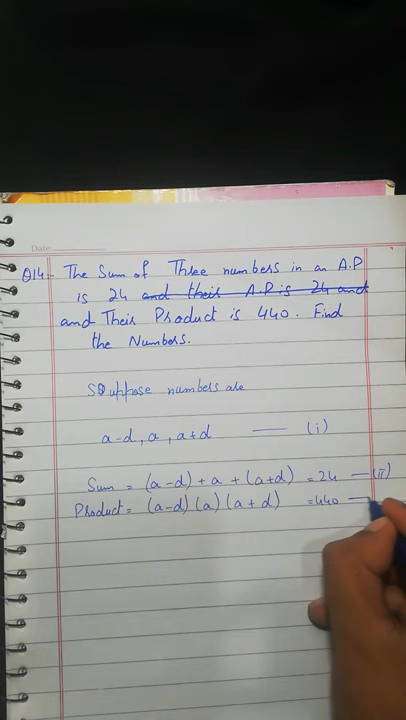 Date
Q14:- The Sum of Three numbers in an A.P
is 24 and their A.P is 24 and
and Their Product is 440. Find
the Numbers.
Suppose numbers are
a-d, a, a+d — (i)
Sum = (a-d) + a + (a+d) = 24 — (ii)
Product = (a-d) (a) (a+d) = 440 —